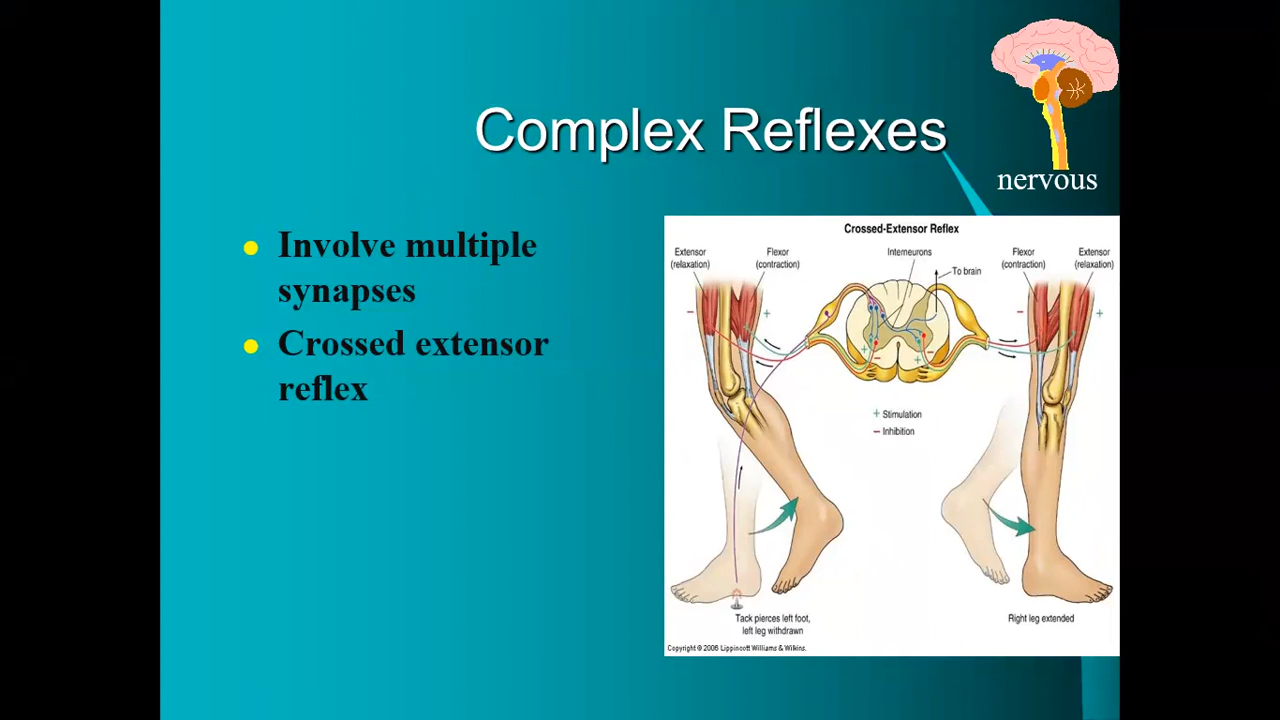 Complex Reflexes
nervous
Involve multiple
synapses
Crossed extensor
reflex
Crossed-Extensor Reflex
Extensor
(relaxation)
Flexor
(contraction)
Interneurons
To brain
Flexor
(contraction)
Extensor
(relaxation)
− +
− +
+ − + −
+ Stimulation
− Inhibition
Tack pierces left foot,
left leg withdrawn
Right leg extended
Copyright © 2006 Lippincott Williams & Wilkins.